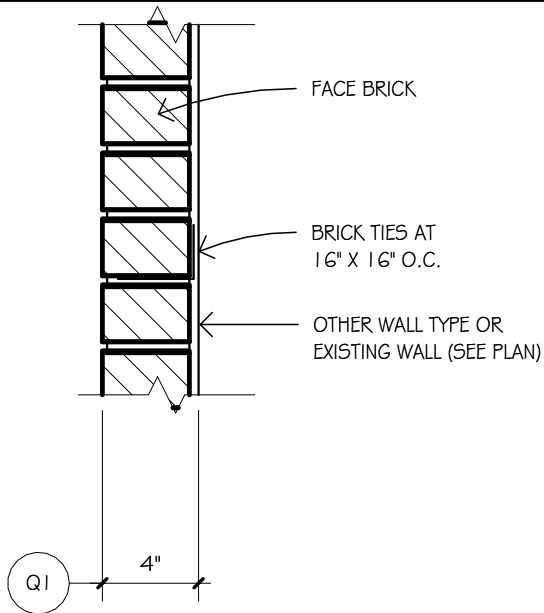 FACE BRICK
BRICK TIES AT
16" X 16" O.C.
OTHER WALL TYPE OR
EXISTING WALL (SEE PLAN)
4"
Q1